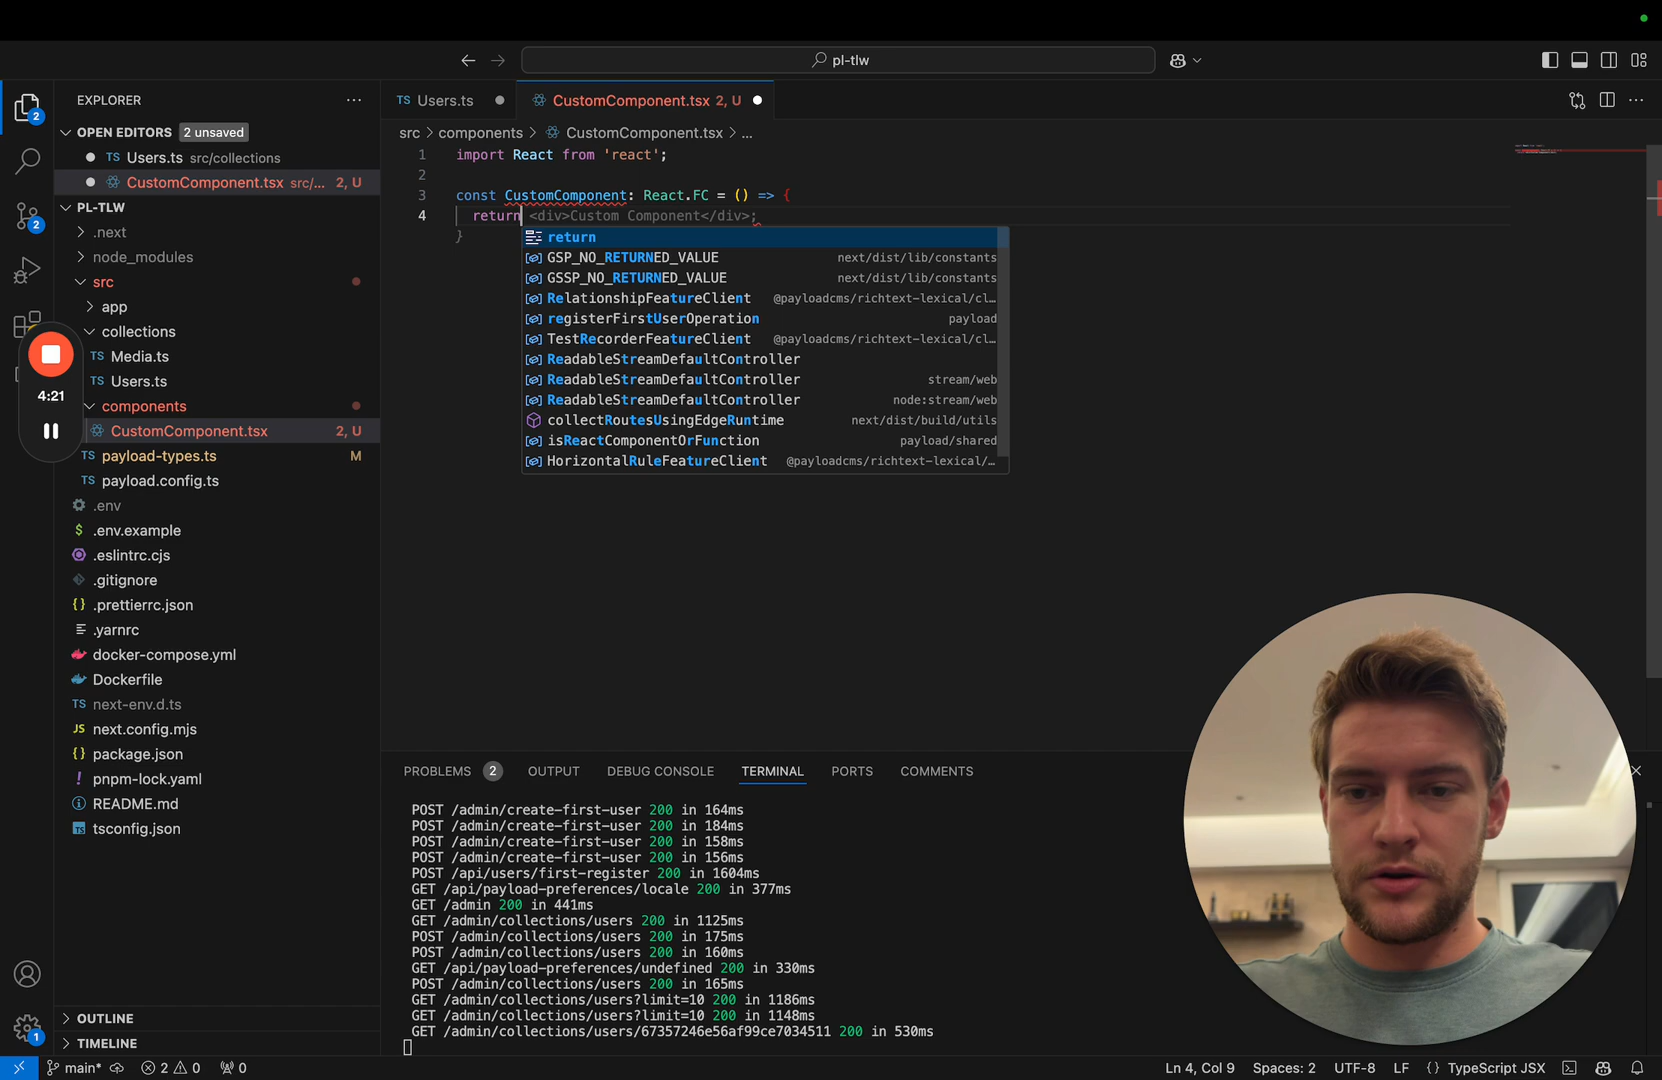 pl-tlw
EXPLORER
OPEN EDITORS 2 unsaved
TS Users.ts src/collections
CustomComponent.tsx src/... 2, U
PL-TLW
.next
node_modules
src
app
collections
TS Media.ts
TS Users.ts
components
CustomComponent.tsx 2, U
TS payload-types.ts M
TS payload.config.ts
.env
$ .env.example
.eslintrc.cjs
.gitignore
{} .prettierrc.json
.yarnrc
docker-compose.yml
Dockerfile
TS next-env.d.ts
JS next.config.mjs
{} package.json
! pnpm-lock.yaml
README.md
TS tsconfig.json
OUTLINE
TIMELINE
2
2
4:21
1
TS Users.ts
CustomComponent.tsx 2, U
src > components > CustomComponent.tsx > ...
1 import React from 'react';
2
3 const CustomComponent: React.FC = () => {
4 return <div>Custom Component</div>;
}
return
GSP_NO_RETURNED_VALUE next/dist/lib/constants
GSSP_NO_RETURNED_VALUE next/dist/lib/constants
RelationshipFeatureClient @payloadcms/richtext-lexical/cl…
registerFirstUserOperation payload
TestRecorderFeatureClient @payloadcms/richtext-lexical/cl…
ReadableStreamDefaultController
ReadableStreamDefaultController stream/web
ReadableStreamDefaultController node:stream/web
collectRoutesUsingEdgeRuntime next/dist/build/utils
isReactComponentOrFunction payload/shared
HorizontalRuleFeatureClient @payloadcms/richtext-lexical/…
PROBLEMS 2 OUTPUT DEBUG CONSOLE TERMINAL PORTS COMMENTS
POST /admin/create-first-user 200 in 164ms
POST /admin/create-first-user 200 in 184ms
POST /admin/create-first-user 200 in 158ms
POST /admin/create-first-user 200 in 156ms
POST /api/users/first-register 200 in 1604ms
GET /api/payload-preferences/locale 200 in 377ms
GET /admin 200 in 441ms
GET /admin/collections/users 200 in 1125ms
POST /admin/collections/users 200 in 175ms
POST /admin/collections/users 200 in 160ms
GET /api/payload-preferences/undefined 200 in 330ms
POST /admin/collections/users 200 in 165ms
GET /admin/collections/users?limit=10 200 in 1186ms
GET /admin/collections/users?limit=10 200 in 1148ms
GET /admin/collections/users/67357246e56af99ce7034511 200 in 530ms
main* 2 0 0 Ln 4, Col 9 Spaces: 2 UTF-8 LF {} TypeScript JSX